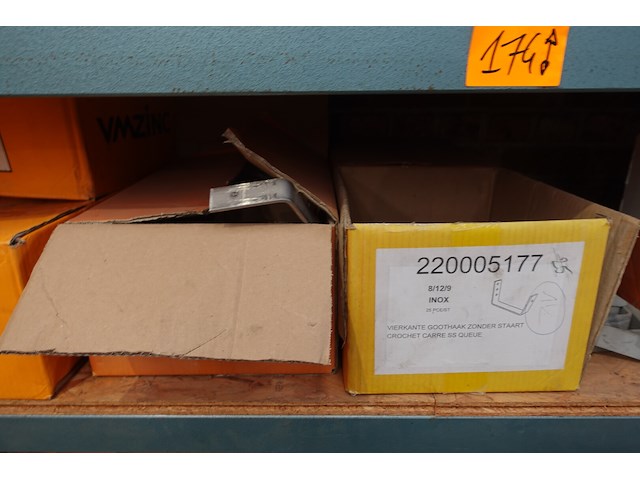 174
VMZINC
220005177
8/12/9
INOX
VIERKANTE GOOTHAAK ZONDER STAART
CROCHET CARRE SS QUEUE